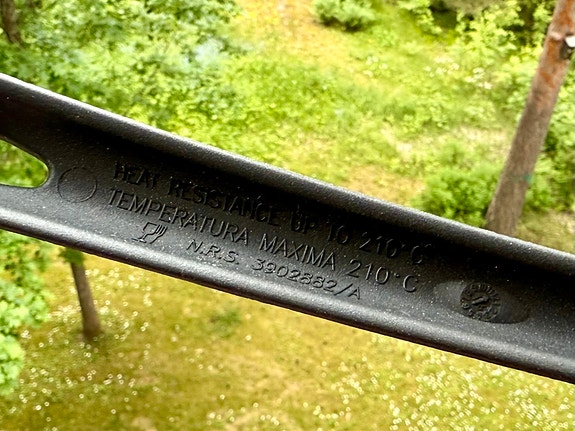 HEAT RESISTANCE UP TO 210°C
TEMPERATURA MAXIMA 210°C
N.R.S. 3902882/A